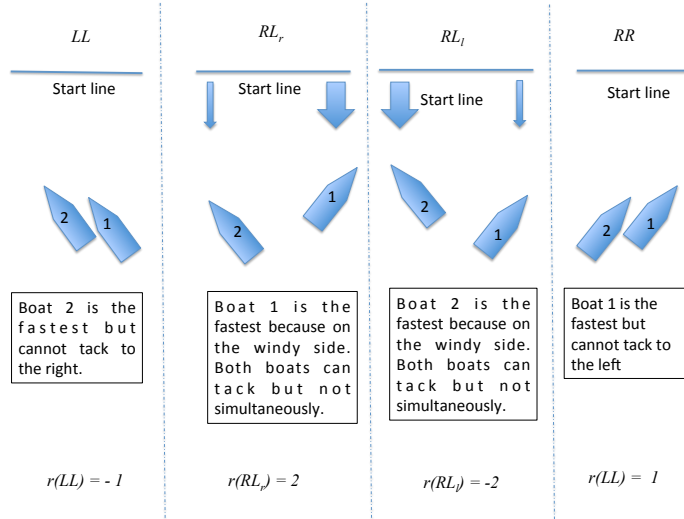 LL
RLr
RLl
RR
Start line
Start line
Start line
Start line
2
1
2
1
2
1
2
1
Boat 2 is the
fastest but
cannot tack to
the right.
Boat 1 is the
fastest because on
the windy side.
Both boats can
tack but not
simultaneously.
Boat 2 is the
fastest because on
the windy side.
Both boats can
tack but not
simultaneously.
Boat 1 is the
fastest but
cannot tack to
the left
r(LL) = - 1
r(RLr) = 2
r(RLl) = -2
r(LL) = 1